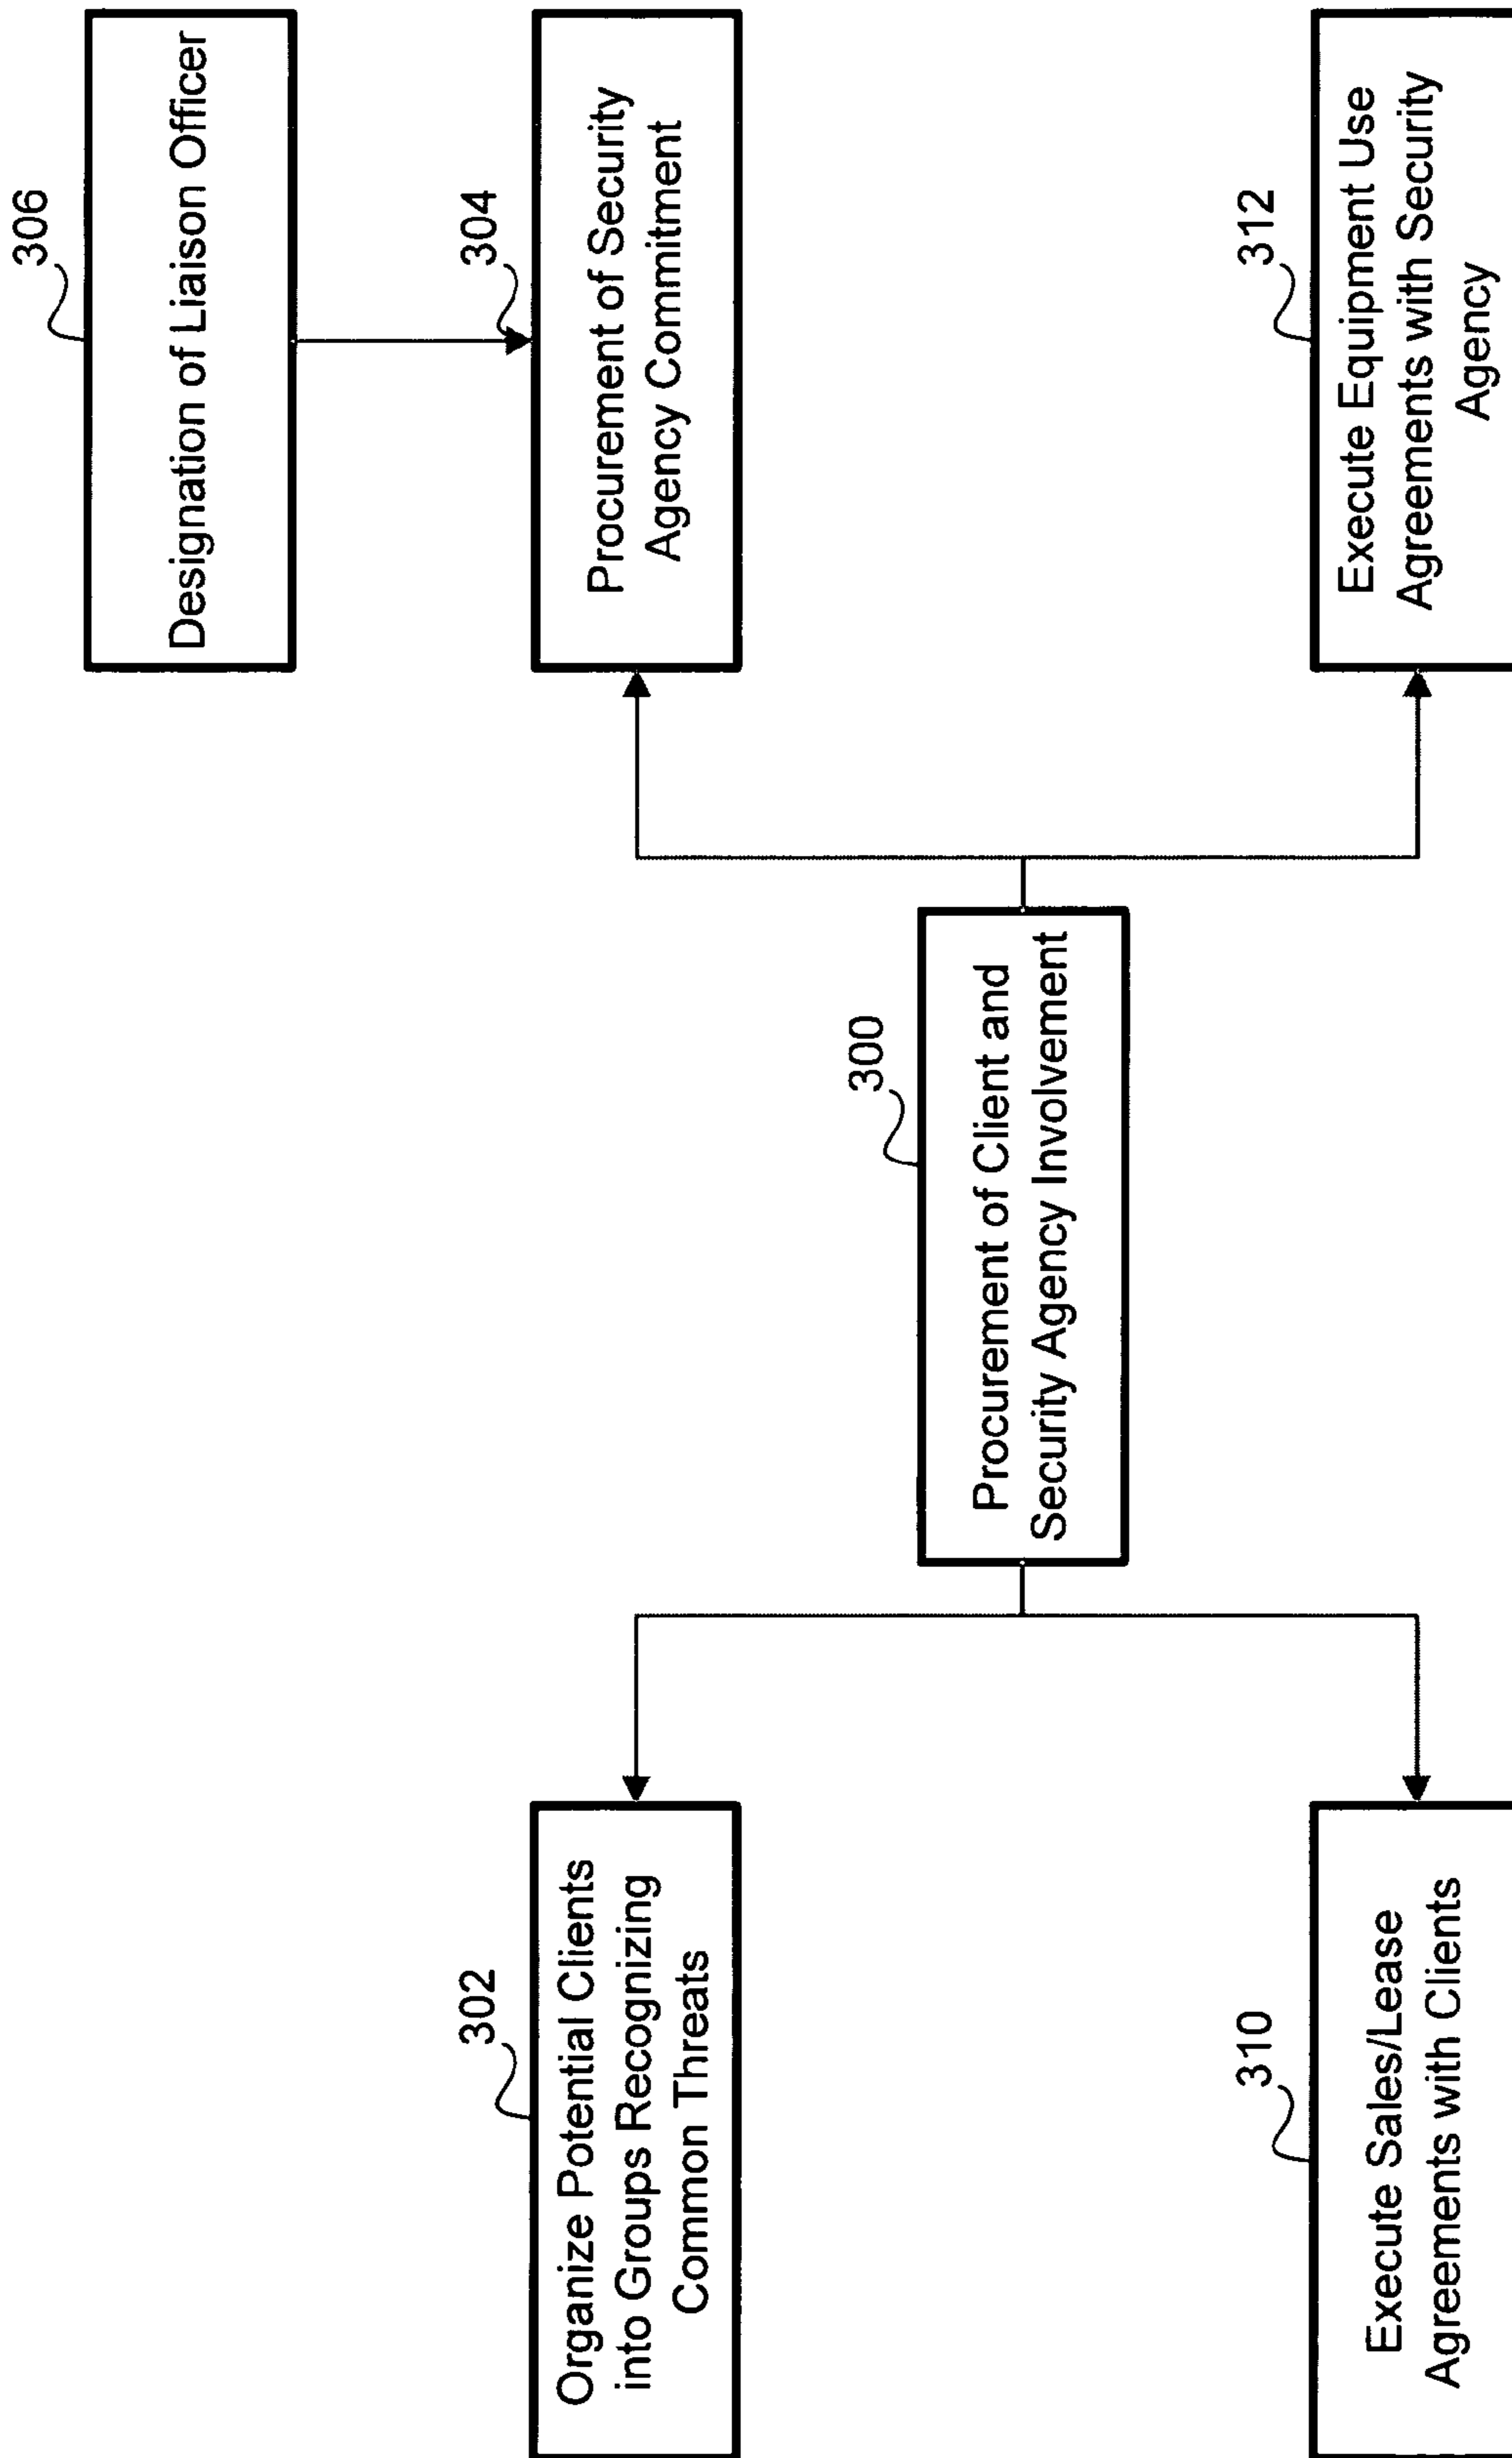 306
Designation of Liaison Officer
302
Organize Potential Clients
into Groups Recognizing
Common Threats
304
Procurement of Security
Agency Commitment
300
Procurement of Client and
Security Agency Involvement
310
Execute Sales/Lease
Agreements with Clients
312
Execute Equipment Use
Agreements with Security
Agency